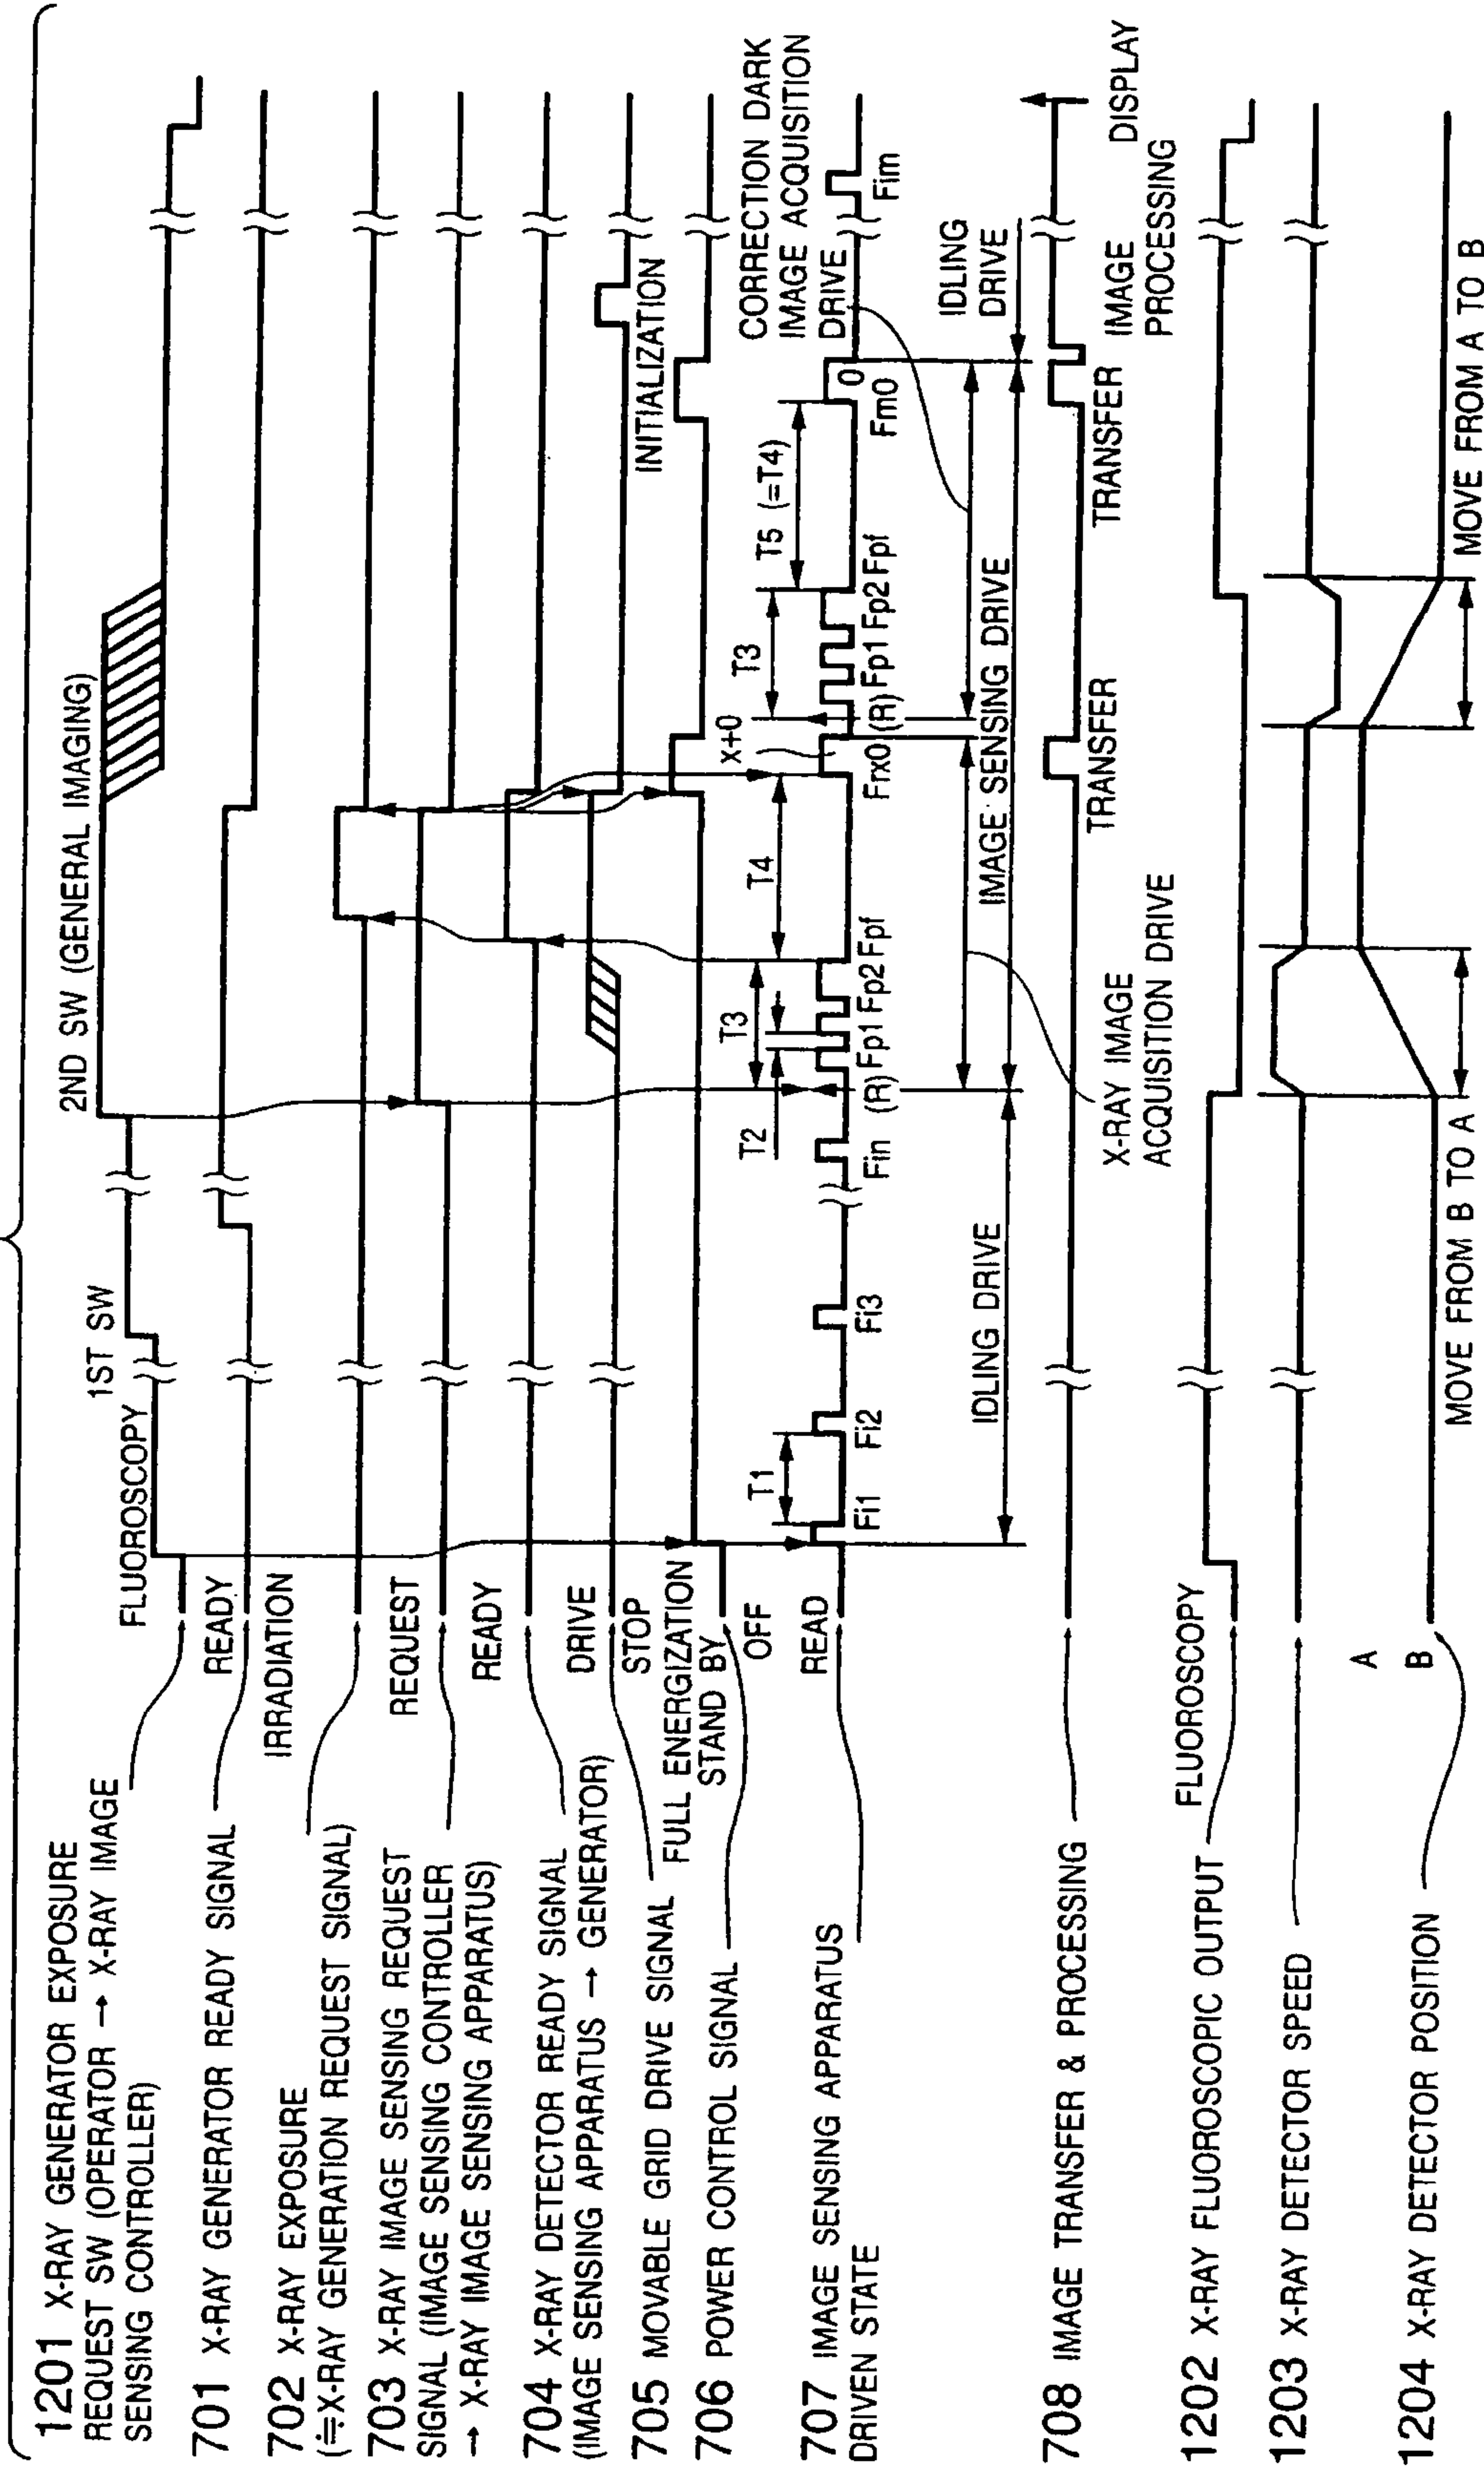 1201 X-RAY GENERATOR EXPOSURE
REQUEST SW (OPERATOR → X-RAY IMAGE
SENSING CONTROLLER)
FLUOROSCOPY
1ST SW
2ND SW (GENERAL IMAGING)
701 X-RAY GENERATOR READY SIGNAL
READY
702 X-RAY EXPOSURE
(≒X-RAY GENERATION REQUEST SIGNAL)
IRRADIATION
703 X-RAY IMAGE SENSING REQUEST
SIGNAL (IMAGE SENSING CONTROLLER
→ X-RAY IMAGE SENSING APPARATUS)
REQUEST
704 X-RAY DETECTOR READY SIGNAL
(IMAGE SENSING APPARATUS → GENERATOR)
READY
705 MOVABLE GRID DRIVE SIGNAL
DRIVE
STOP
INITIALIZATION
706 POWER CONTROL SIGNAL
FULL ENERGIZATION
STAND BY
OFF
707 IMAGE SENSING APPARATUS
DRIVEN STATE
READ
T1
T2
T3
T4
x+0
T3
T5 (=T4)
0
CORRECTION DARK
IMAGE ACQUISITION
DRIVE
Fi1
Fi2
Fi3
Fin
(R)
Fp1
Fp2
Fpf
Frx0
(R)
Fp1
Fp2
Fpf
Fm0
Fim
IDLING DRIVE
IMAGE SENSING DRIVE
IDLING
DRIVE
708 IMAGE TRANSFER & PROCESSING
X-RAY IMAGE
ACQUISITION DRIVE
TRANSFER
TRANSFER
IMAGE
PROCESSING
DISPLAY
1202 X-RAY FLUOROSCOPIC OUTPUT
FLUOROSCOPY
1203 X-RAY DETECTOR SPEED
1204 X-RAY DETECTOR POSITION
A
B
MOVE FROM B TO A
MOVE FROM A TO B